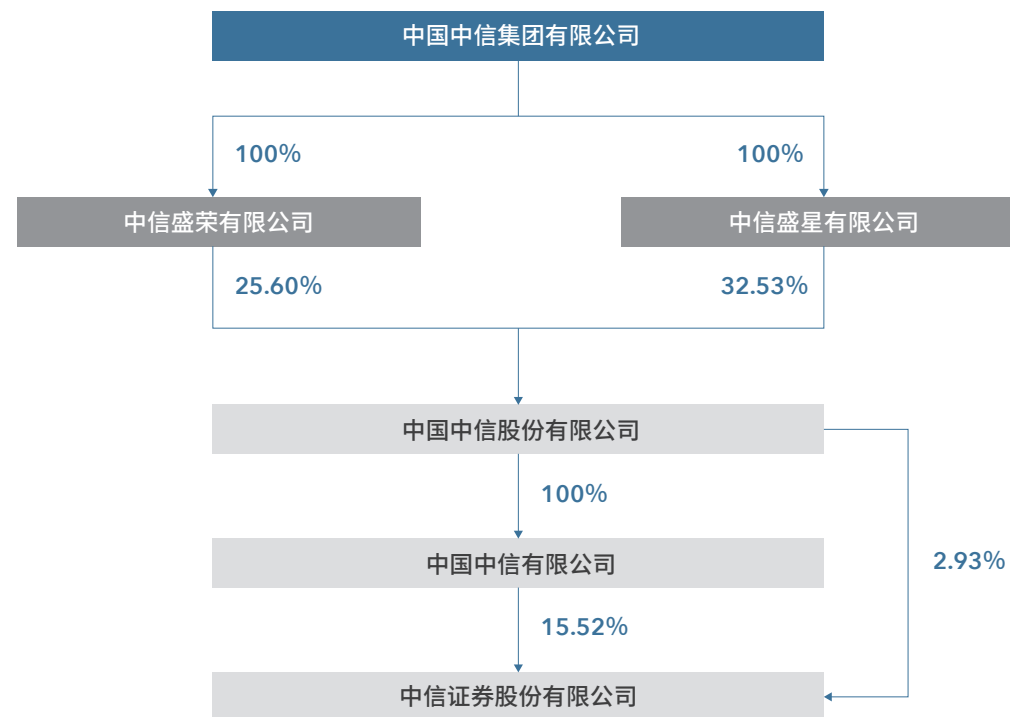 中国中信集团有限公司
100%
100%
中信盛荣有限公司
中信盛星有限公司
25.60%
32.53%
中国中信股份有限公司
100%
中国中信有限公司
2.93%
15.52%
中信证券股份有限公司